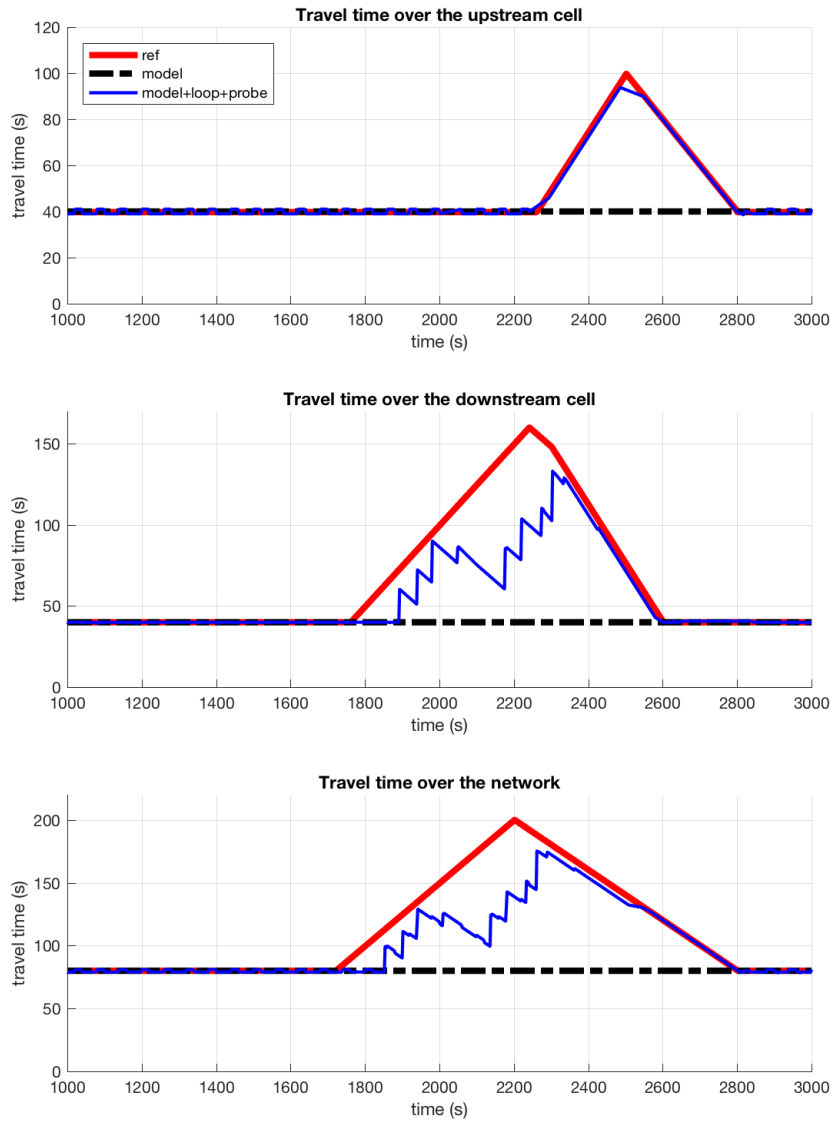 Travel time over the upstream cell
120
100
80
60
40
20
0
travel time (s)
ref
model
model+loop+probe
1000 1200 1400 1600 1800 2000 2200 2400 2600 2800 3000
time (s)
Travel time over the downstream cell
150
100
50
0
travel time (s)
1000 1200 1400 1600 1800 2000 2200 2400 2600 2800 3000
time (s)
Travel time over the network
200
150
100
50
0
travel time (s)
1000 1200 1400 1600 1800 2000 2200 2400 2600 2800 3000
time (s)